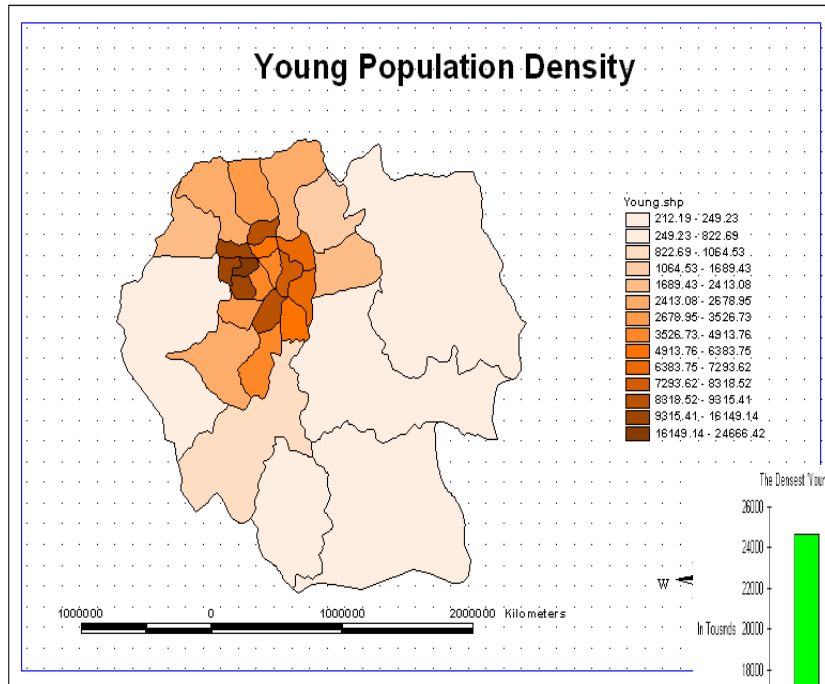 Young Population Density
Young.shp
212.19 - 249.23
249.23 - 822.69
822.69 - 1064.53
1064.53 - 1689.43
1689.43 - 2413.08
2413.08 - 2678.95
2678.95 - 3526.73
3526.73 - 4913.76
4913.76 - 6383.75
6383.75 - 7293.62
7293.62 - 8318.52
8318.52 - 9315.41
9315.41 - 16149.14
16149.14 - 24666.42
The Densest 'Your
26000
24000
22000
In Tousnds 20000
18000
W
1000000 0 1000000 2000000 Kilometers